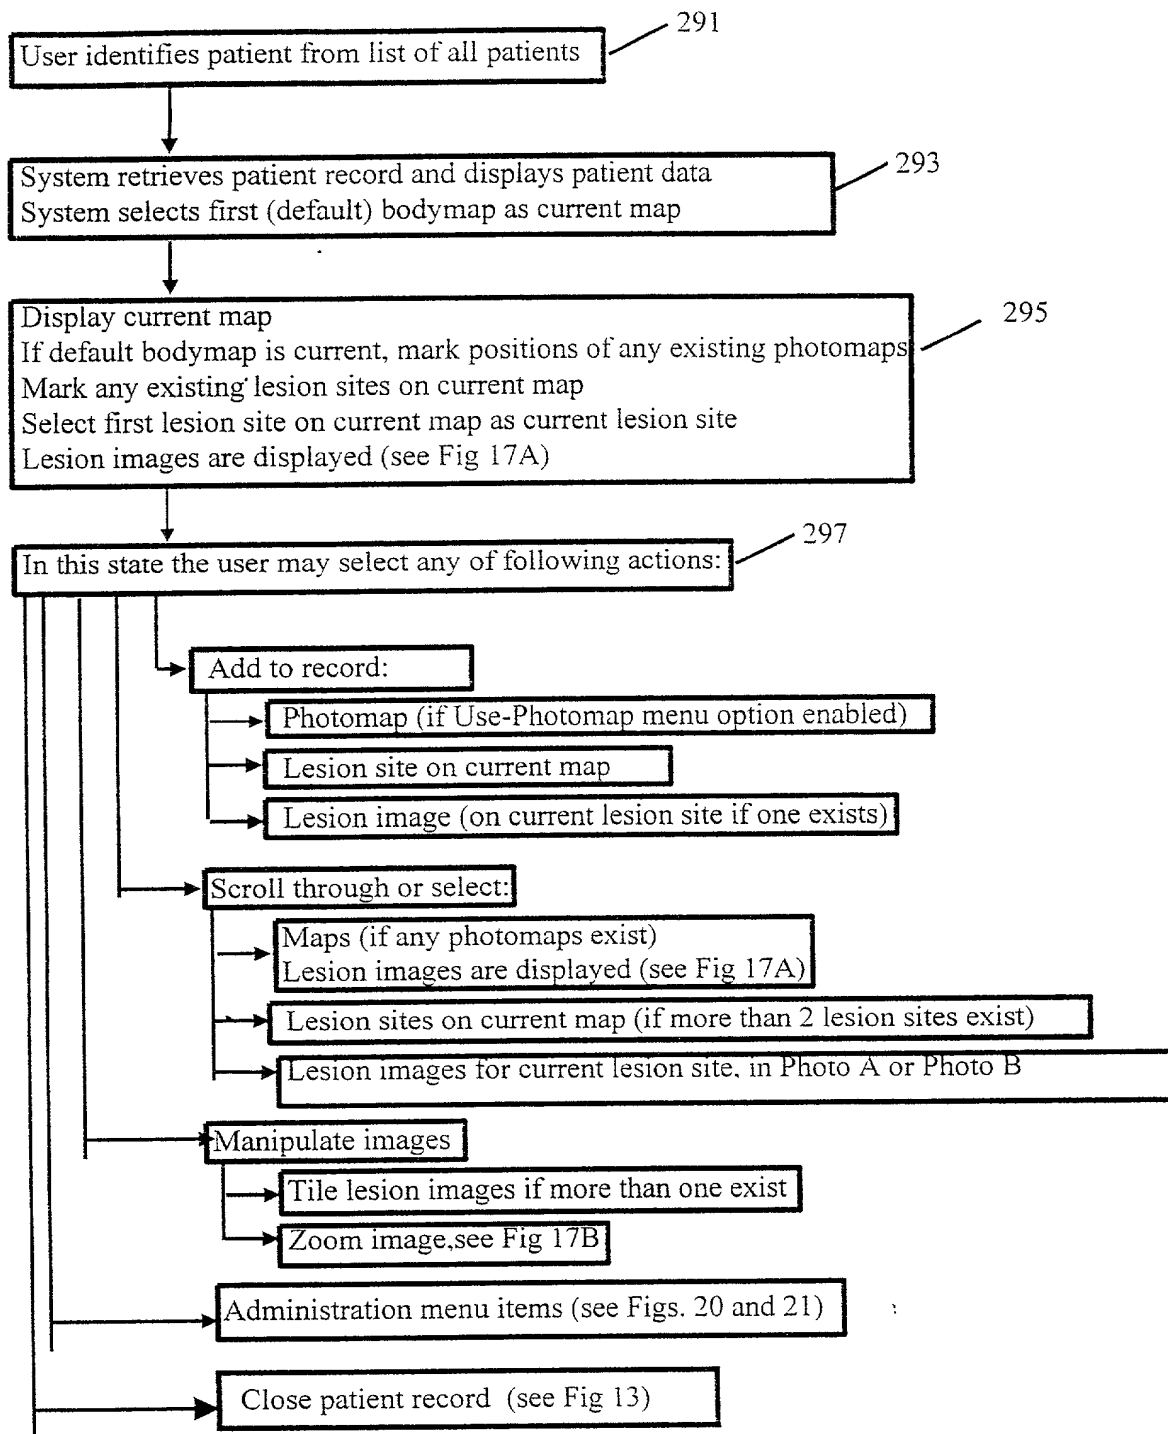 291
User identifies patient from list of all patients
293
System retrieves patient record and displays patient data
System selects first (default) bodymap as current map
295
Display current map
If default bodymap is current, mark positions of any existing photomaps
Mark any existing lesion sites on current map
Select first lesion site on current map as current lesion site
Lesion images are displayed (see Fig 17A)
297
In this state the user may select any of following actions:
Add to record:
Photomap (if Use-Photomap menu option enabled)
Lesion site on current map
Lesion image (on current lesion site if one exists)
Scroll through or select:
Maps (if any photomaps exist)
Lesion images are displayed (see Fig 17A)
Lesion sites on current map (if more than 2 lesion sites exist)
Lesion images for current lesion site, in Photo A or Photo B
Manipulate images
Tile lesion images if more than one exist
Zoom image,see Fig 17B
Administration menu items (see Figs. 20 and 21)
Close patient record (see Fig 13)